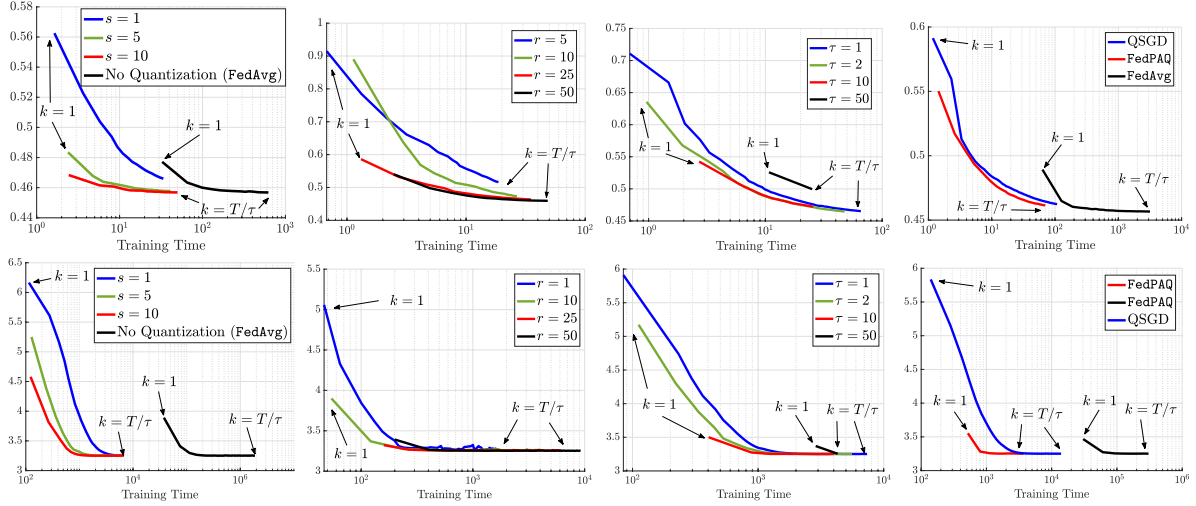 0.58
0.56
0.54
0.52
0.5
0.48
0.46
0.44
10^0
10^1
10^2
10^3
Training Time
s = 1
s = 5
s = 10
No Quantization (FedAvg)
k = 1
k = 1
k = T/τ
1
0.9
0.8
0.7
0.6
0.5
0.4
10^0
10^1
10^2
Training Time
r = 5
r = 10
r = 25
r = 50
k = 1
k = T/τ
0.75
0.7
0.65
0.6
0.55
0.5
0.45
10^0
10^1
10^2
Training Time
τ = 1
τ = 2
τ = 10
τ = 50
k = 1
k = 1
k = T/τ
0.6
0.55
0.5
0.45
10^0
10^1
10^2
10^3
10^4
Training Time
QSGD
FedPAQ
FedAvg
k = 1
k = 1
k = T/τ
k = T/τ
6.5
6
5.5
5
4.5
4
3.5
3
10^2
10^4
10^6
Training Time
s = 1
s = 5
s = 10
No Quantization (FedAvg)
k = 1
k = 1
k = T/τ
k = T/τ
5.5
5
4.5
4
3.5
3
10^2
10^3
10^4
Training Time
r = 1
r = 10
r = 25
r = 50
k = 1
k = 1
k = T/τ
6
5.5
5
4.5
4
3.5
3
10^2
10^3
10^4
Training Time
τ = 1
τ = 2
τ = 10
τ = 50
k = 1
k = 1
k = T/τ
6
5.5
5
4.5
4
3.5
3
10^2
10^3
10^4
10^5
10^6
Training Time
FedPAQ
FedPAQ
QSGD
k = 1
k = 1
k = T/τ
k = 1
k = T/τ